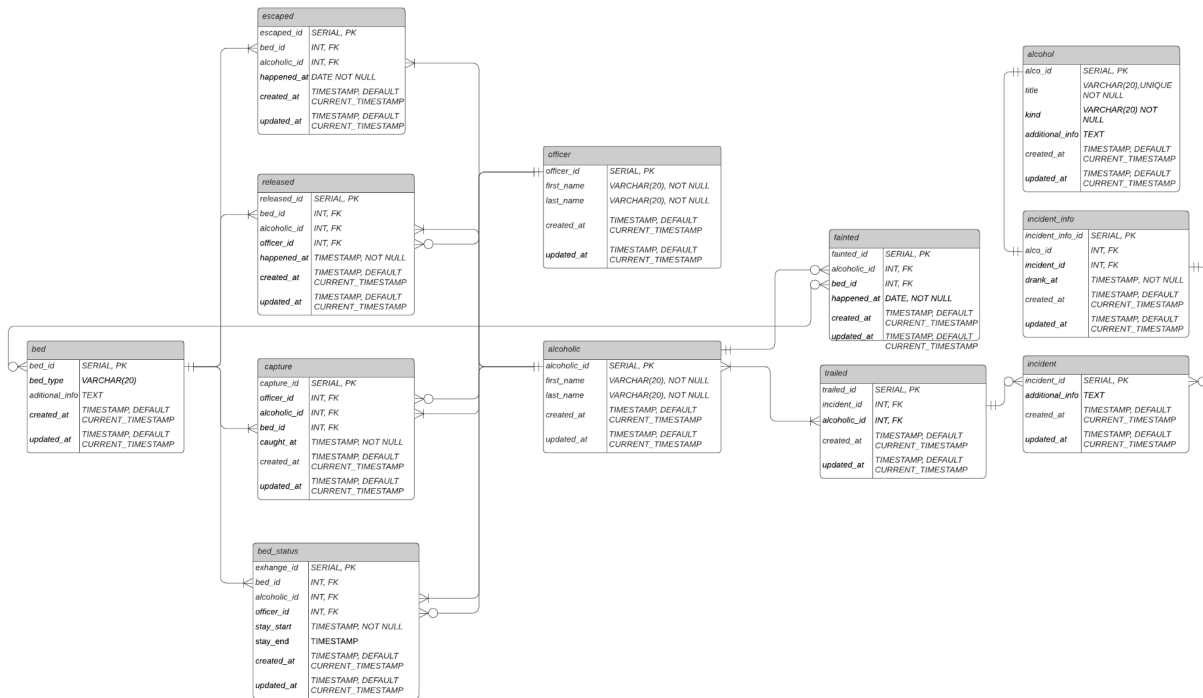 escaped
escaped_id SERIAL, PK
bed_id INT, FK
alcoholic_id INT, FK
happened_at DATE NOT NULL
created_at TIMESTAMP, DEFAULT
CURRENT_TIMESTAMP
updated_at TIMESTAMP, DEFAULT
CURRENT_TIMESTAMP
released
released_id SERIAL, PK
bed_id INT, FK
alcoholic_id INT, FK
officer_id INT, FK
happened_at TIMESTAMP, NOT NULL
created_at TIMESTAMP, DEFAULT
CURRENT_TIMESTAMP
updated_at TIMESTAMP, DEFAULT
CURRENT_TIMESTAMP
bed
bed_id SERIAL, PK
bed_type VARCHAR(20)
aditional_info TEXT
created_at TIMESTAMP, DEFAULT
CURRENT_TIMESTAMP
updated_at TIMESTAMP, DEFAULT
CURRENT_TIMESTAMP
capture
capture_id SERIAL, PK
officer_id INT, FK
alcoholic_id INT, FK
bed_id INT, FK
caught_at TIMESTAMP, NOT NULL
created_at TIMESTAMP, DEFAULT
CURRENT_TIMESTAMP
updated_at TIMESTAMP, DEFAULT
CURRENT_TIMESTAMP
bed_status
exhange_id SERIAL, PK
bed_id INT, FK
alcoholic_id INT, FK
officer_id INT, FK
stay_start TIMESTAMP, NOT NULL
stay_end TIMESTAMP
created_at TIMESTAMP, DEFAULT
CURRENT_TIMESTAMP
updated_at TIMESTAMP, DEFAULT
CURRENT_TIMESTAMP
officer
officer_id SERIAL, PK
first_name VARCHAR(20), NOT NULL
last_name VARCHAR(20), NOT NULL
created_at TIMESTAMP, DEFAULT
CURRENT_TIMESTAMP
updated_at TIMESTAMP, DEFAULT
CURRENT_TIMESTAMP
alcoholic
alcoholic_id SERIAL, PK
first_name VARCHAR(20), NOT NULL
last_name VARCHAR(20), NOT NULL
created_at TIMESTAMP, DEFAULT
CURRENT_TIMESTAMP
updated_at TIMESTAMP, DEFAULT
CURRENT_TIMESTAMP
fainted
fainted_id SERIAL, PK
alcoholic_id INT, FK
bed_id INT, FK
happened_at DATE, NOT NULL
created_at TIMESTAMP, DEFAULT
CURRENT_TIMESTAMP
updated_at TIMESTAMP, DEFAULT
CURRENT_TIMESTAMP
trailed
trailed_id SERIAL, PK
incident_id INT, FK
alcoholic_id INT, FK
created_at TIMESTAMP, DEFAULT
CURRENT_TIMESTAMP
updated_at TIMESTAMP, DEFAULT
CURRENT_TIMESTAMP
alcohol
alco_id SERIAL, PK
title VARCHAR(20),UNIQUE
NOT NULL
kind VARCHAR(20) NOT
NULL
additional_info TEXT
created_at TIMESTAMP, DEFAULT
CURRENT_TIMESTAMP
updated_at TIMESTAMP, DEFAULT
CURRENT_TIMESTAMP
incident_info
incident_info_id SERIAL, PK
alco_id INT, FK
incident_id INT, FK
drank_at TIMESTAMP, NOT NULL
created_at TIMESTAMP, DEFAULT
CURRENT_TIMESTAMP
updated_at TIMESTAMP, DEFAULT
CURRENT_TIMESTAMP
incident
incident_id SERIAL, PK
additional_info TEXT
created_at TIMESTAMP, DEFAULT
CURRENT_TIMESTAMP
updated_at TIMESTAMP, DEFAULT
CURRENT_TIMESTAMP